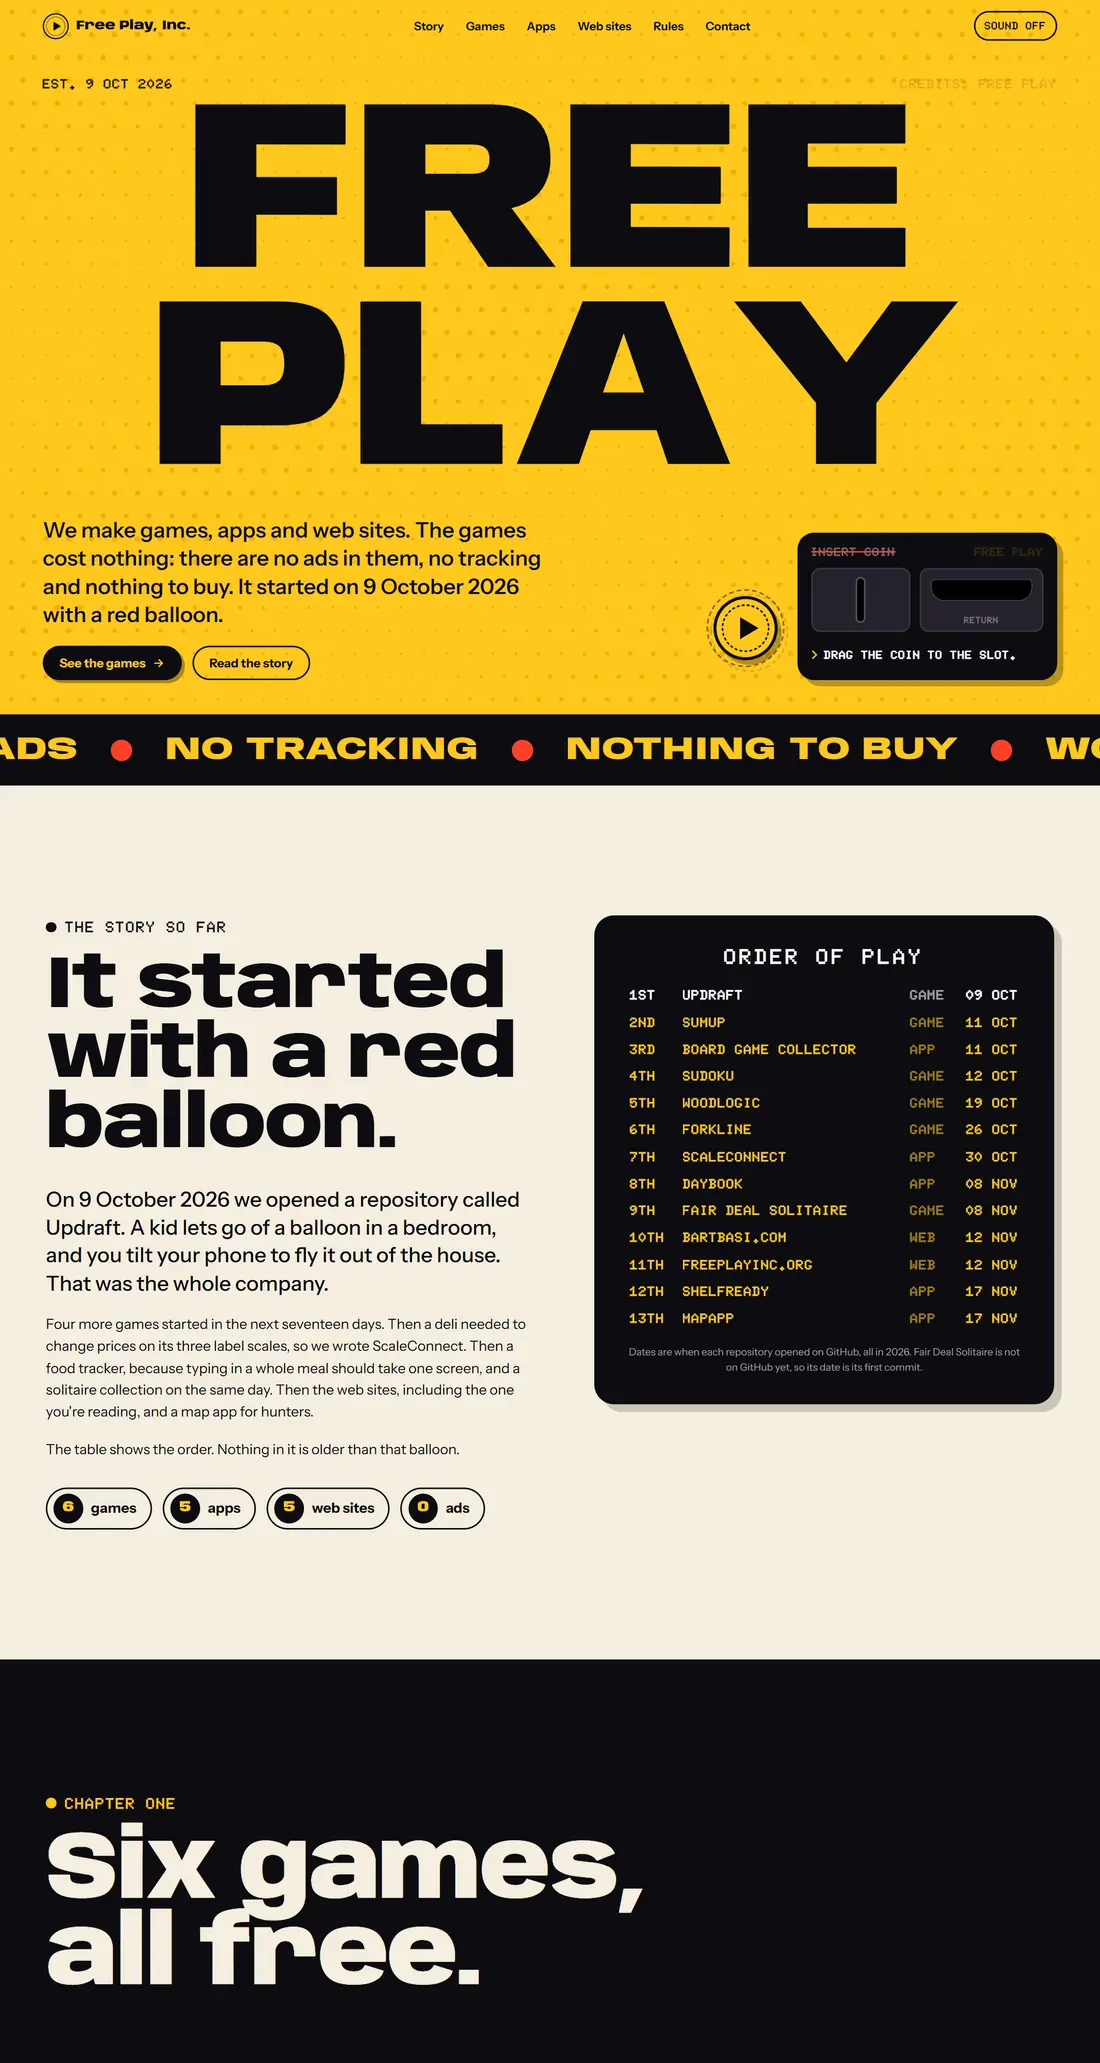 Free Play, Inc.
Story Games Apps Web sites Rules Contact
SOUND OFF
EST. 9 OCT 2026
CREDITS: FREE PLAY
FREE
PLAY
We make games, apps and web sites. The games
cost nothing: there are no ads in them, no tracking
and nothing to buy. It started on 9 October 2026
with a red balloon.
See the games →
Read the story
INSERT COIN
FREE PLAY
RETURN
> DRAG THE COIN TO THE SLOT.
ADS ● NO TRACKING ● NOTHING TO BUY ● WO
THE STORY SO FAR
It started
with a red
balloon.
On 9 October 2026 we opened a repository called
Updraft. A kid lets go of a balloon in a bedroom,
and you tilt your phone to fly it out of the house.
That was the whole company.
Four more games started in the next seventeen days. Then a deli needed to
change prices on its three label scales, so we wrote ScaleConnect. Then a
food tracker, because typing in a whole meal should take one screen, and a
solitaire collection on the same day. Then the web sites, including the one
you're reading, and a map app for hunters.
The table shows the order. Nothing in it is older than that balloon.
6 games
5 apps
5 web sites
0 ads
ORDER OF PLAY
1ST UPDRAFT GAME 09 OCT
2ND SUMUP GAME 11 OCT
3RD BOARD GAME COLLECTOR APP 11 OCT
4TH SUDOKU GAME 12 OCT
5TH WOODLOGIC GAME 19 OCT
6TH FORKLINE GAME 26 OCT
7TH SCALECONNECT APP 30 OCT
8TH DAYBOOK APP 08 NOV
9TH FAIR DEAL SOLITAIRE GAME 08 NOV
10TH BARTBASI.COM WEB 12 NOV
11TH FREEPLAYINC.ORG WEB 12 NOV
12TH SHELFREADY APP 17 NOV
13TH MAPAPP APP 17 NOV
Dates are when each repository opened on GitHub, all in 2026. Fair Deal Solitaire is not
on GitHub yet, so its date is its first commit.
CHAPTER ONE
Six games,
all free.